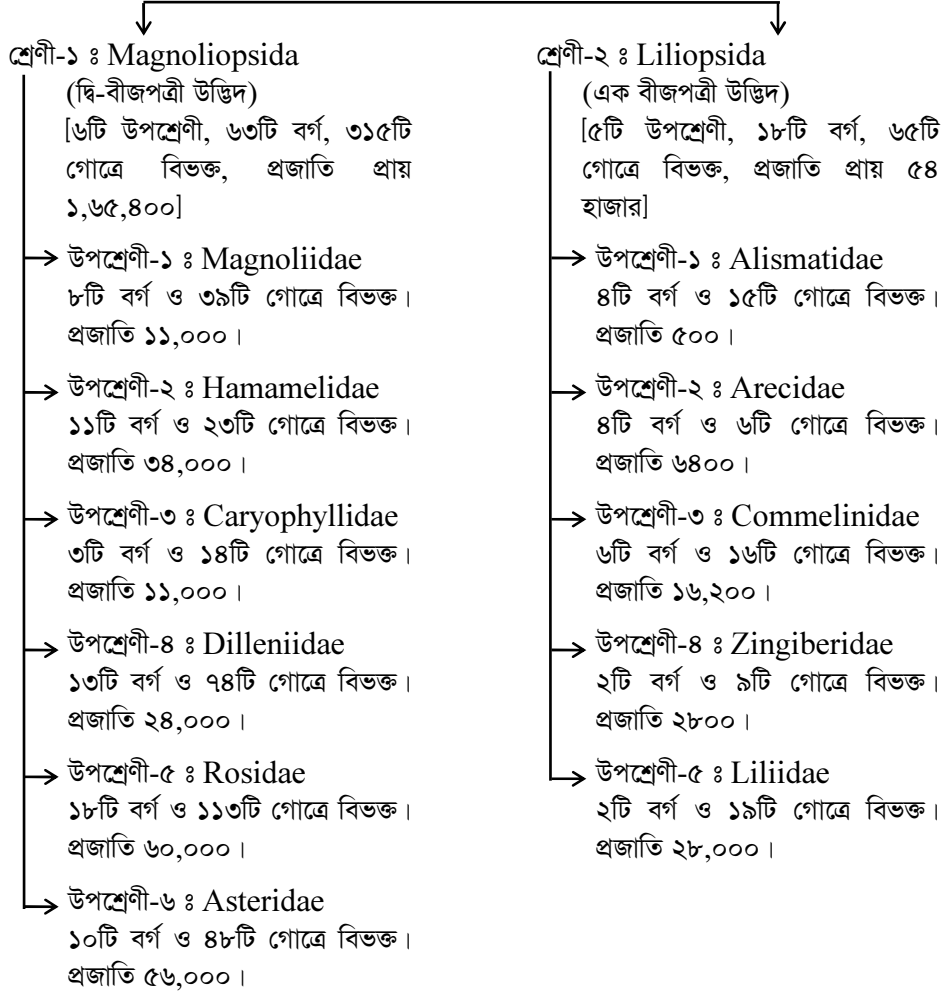 শ্রেণী-১ ঃ Magnoliopsida
(দ্বি-বীজপত্রী উদ্ভিদ)
[৬টি উপশ্রেণী, ৬৩টি বর্গ, ৩১৫টি
গোত্রে বিভক্ত, প্রজাতি প্রায়
১,৬৫,৪০০]
উপশ্রেণী-১ ঃ Magnoliidae
৮টি বর্গ ও ৩৯টি গোত্রে বিভক্ত।
প্রজাতি ১১,০০০।
উপশ্রেণী-২ ঃ Hamamelidae
১১টি বর্গ ও ২৩টি গোত্রে বিভক্ত।
প্রজাতি ৩৪,০০০।
উপশ্রেণী-৩ ঃ Caryophyllidae
৩টি বর্গ ও ১৪টি গোত্রে বিভক্ত।
প্রজাতি ১১,০০০।
উপশ্রেণী-৪ ঃ Dilleniidae
১৩টি বর্গ ও ৭৪টি গোত্রে বিভক্ত।
প্রজাতি ২৪,০০০।
উপশ্রেণী-৫ ঃ Rosidae
১৮টি বর্গ ও ১১৩টি গোত্রে বিভক্ত।
প্রজাতি ৬০,০০০।
উপশ্রেণী-৬ ঃ Asteridae
১০টি বর্গ ও ৪৮টি গোত্রে বিভক্ত।
প্রজাতি ৫৬,০০০।
শ্রেণী-২ ঃ Liliopsida
(এক বীজপত্রী উদ্ভিদ)
[৫টি উপশ্রেণী, ১৮টি বর্গ, ৬৫টি
গোত্রে বিভক্ত, প্রজাতি প্রায় ৫৪
হাজার]
উপশ্রেণী-১ ঃ Alismatidae
৪টি বর্গ ও ১৫টি গোত্রে বিভক্ত।
প্রজাতি ৫০০।
উপশ্রেণী-২ ঃ Arecidae
৪টি বর্গ ও ৬টি গোত্রে বিভক্ত।
প্রজাতি ৬৪০০।
উপশ্রেণী-৩ ঃ Commelinidae
৬টি বর্গ ও ১৬টি গোত্রে বিভক্ত।
প্রজাতি ১৬,২০০।
উপশ্রেণী-৪ ঃ Zingiberidae
২টি বর্গ ও ৯টি গোত্রে বিভক্ত।
প্রজাতি ২৮০০।
উপশ্রেণী-৫ ঃ Liliidae
২টি বর্গ ও ১৯টি গোত্রে বিভক্ত।
প্রজাতি ২৮,০০০।